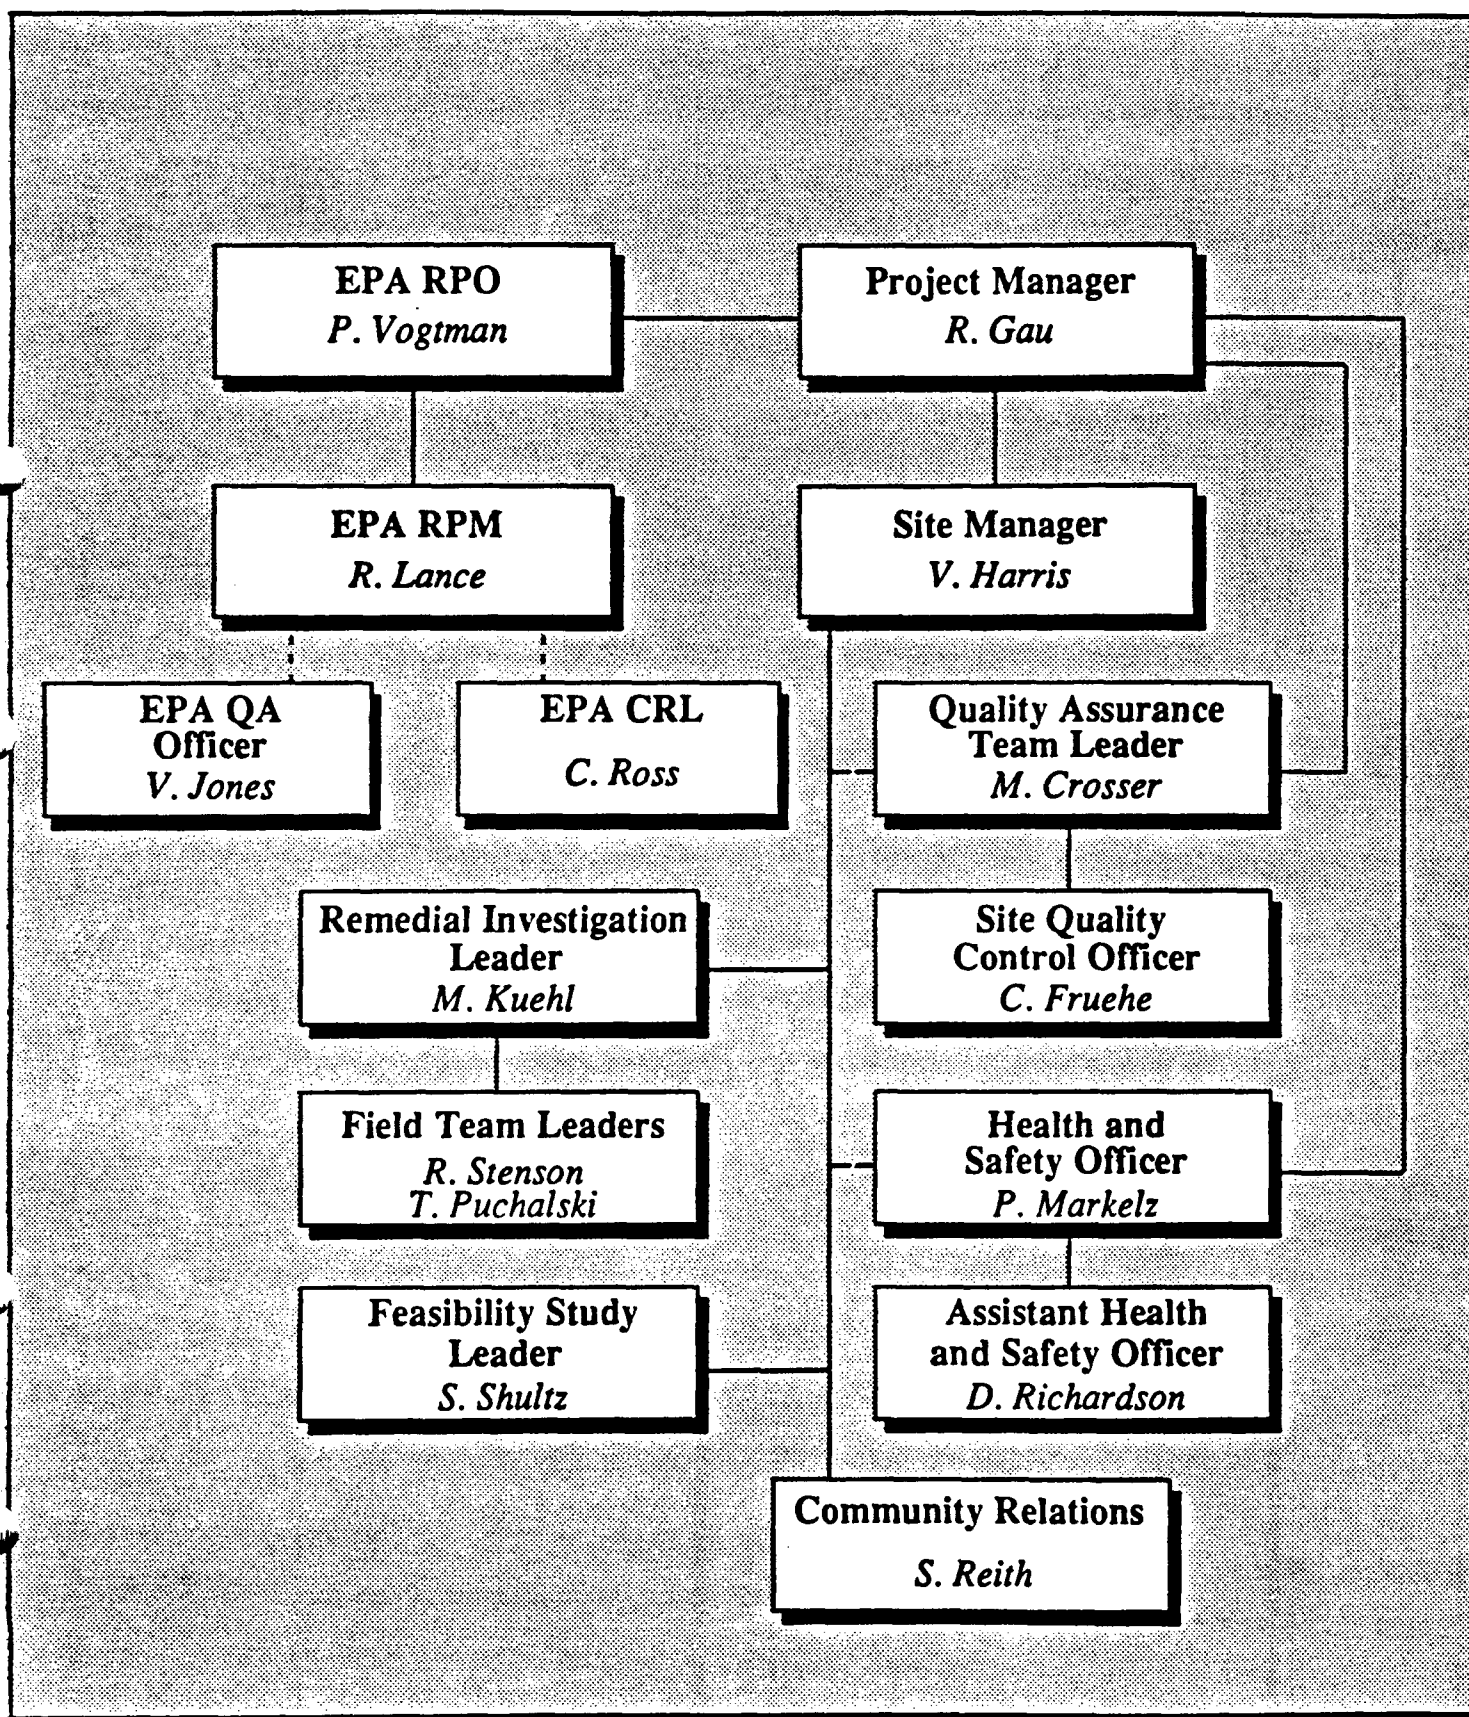 EPA RPO
P. Vogtman
Project Manager
R. Gau
EPA RPM
R. Lance
Site Manager
V. Harris
EPA QA
Officer
V. Jones
EPA CRL
C. Ross
Quality Assurance
Team Leader
M. Crosser
Remedial Investigation
Leader
M. Kuehl
Site Quality
Control Officer
C. Fruehe
Field Team Leaders
R. Stenson
T. Puchalski
Health and
Safety Officer
P. Markelz
Feasibility Study
Leader
S. Shultz
Assistant Health
and Safety Officer
D. Richardson
Community Relations
S. Reith